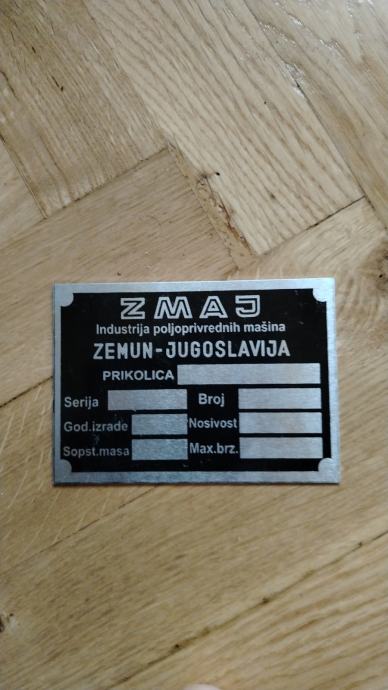 ZMAJ
Industrija poljoprivrednih mašina
ZEMUN-JUGOSLAVIJA
PRIKOLICA
Serija Broj
God.izrade Nosivost
Sopst.masa Max.brz.